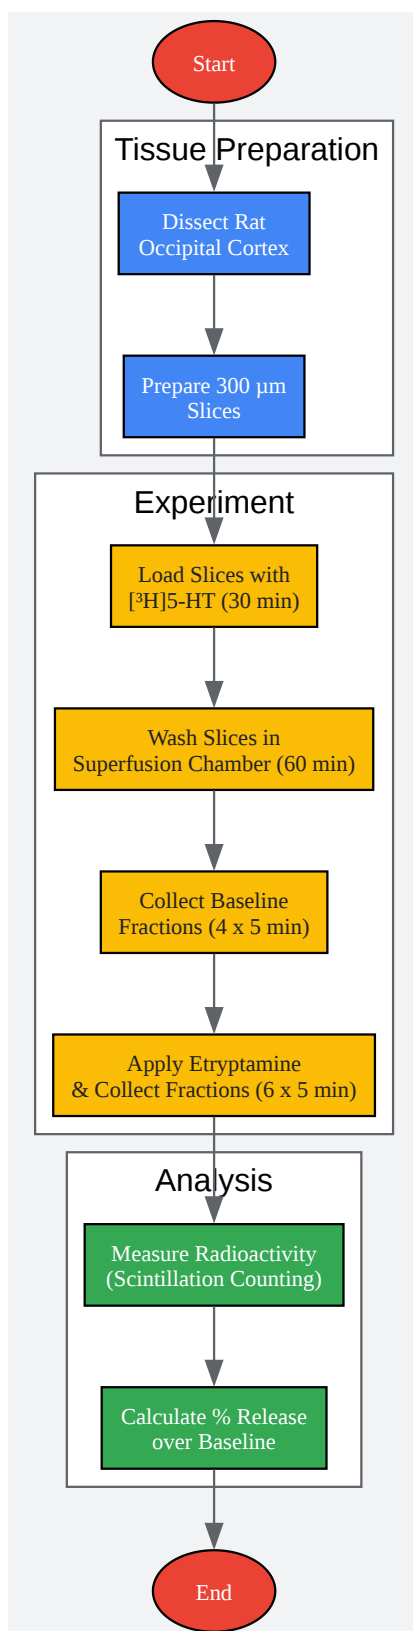 Start
Tissue Preparation
Dissect Rat
Occipital Cortex
Prepare 300 µm
Slices
Experiment
Load Slices with
[³H]5-HT (30 min)
Wash Slices in
Superfusion Chamber (60 min)
Collect Baseline
Fractions (4 x 5 min)
Apply Etryptamine
& Collect Fractions (6 x 5 min)
Analysis
Measure Radioactivity
(Scintillation Counting)
Calculate % Release
over Baseline
End